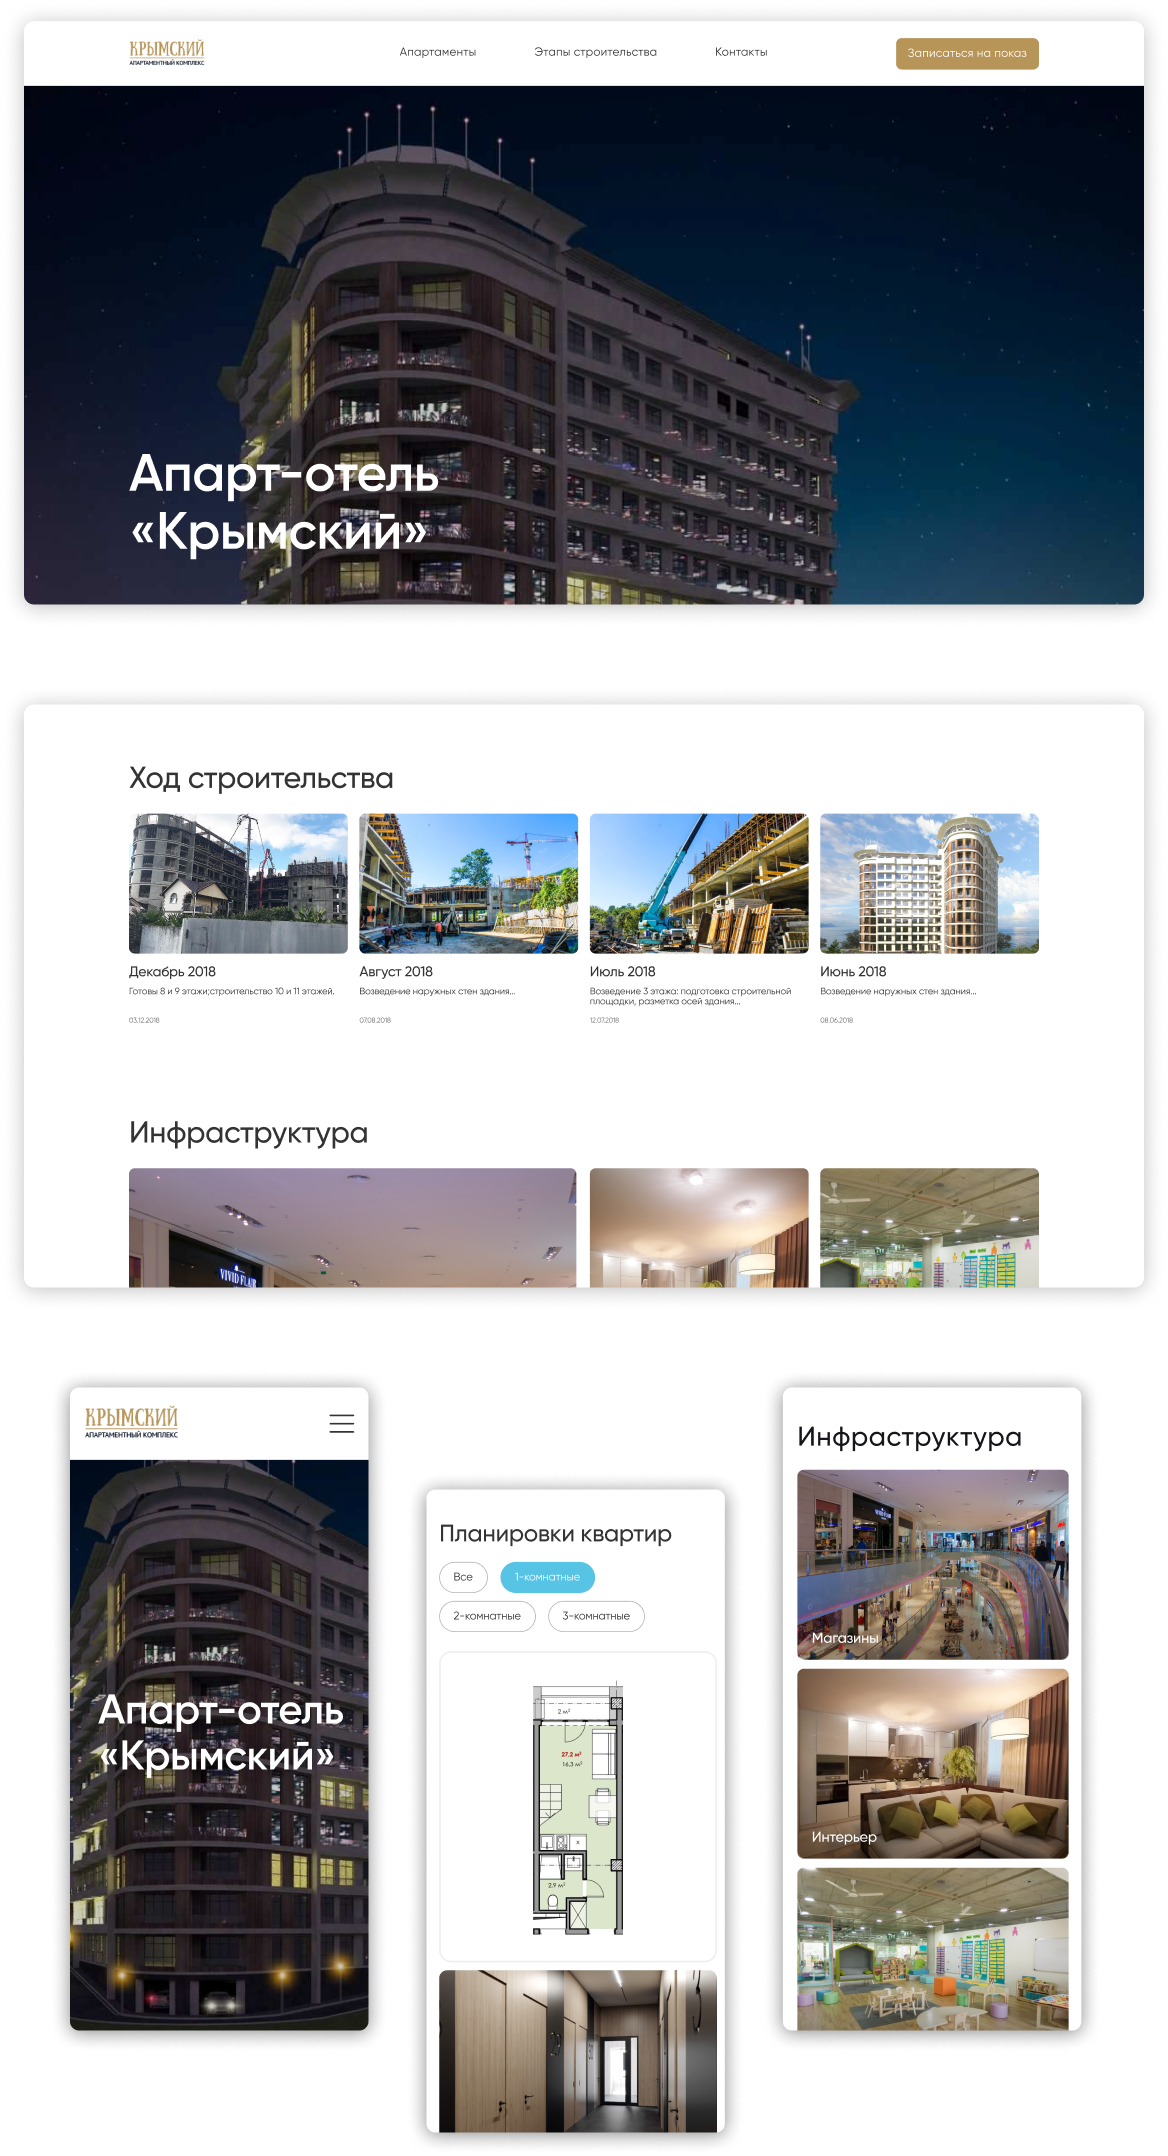 КРЫМСКИЙ
АПАРТАМЕНТНЫЙ КОМПЛЕКС
Апартаменты
Этапы строительства
Контакты
Записаться на показ
Апарт-отель
«Крымский»
Ход строительства
Декабрь 2018
Готовы 8 и 9 этажи;строительство 10 и 11 этажей.
03.12.2018
Август 2018
Возведение наружных стен здания...
07.08.2018
Июль 2018
Возведение 3 этажа: подготовка строительной
площадки, разметка осей здания...
12.07.2018
Июнь 2018
Возведение наружных стен здания...
08.06.2018
Инфраструктура
VIVID FLAIR
КРЫМСКИЙ
АПАРТАМЕНТНЫЙ КОМПЛЕКС
Апарт-отель
«Крымский»
Планировки квартир
Все
1-комнатные
2-комнатные
3-комнатные
2 м²
27.2 м²
16,3 м²
x
2.9 м²
Инфраструктура
Магазины
Интерьер